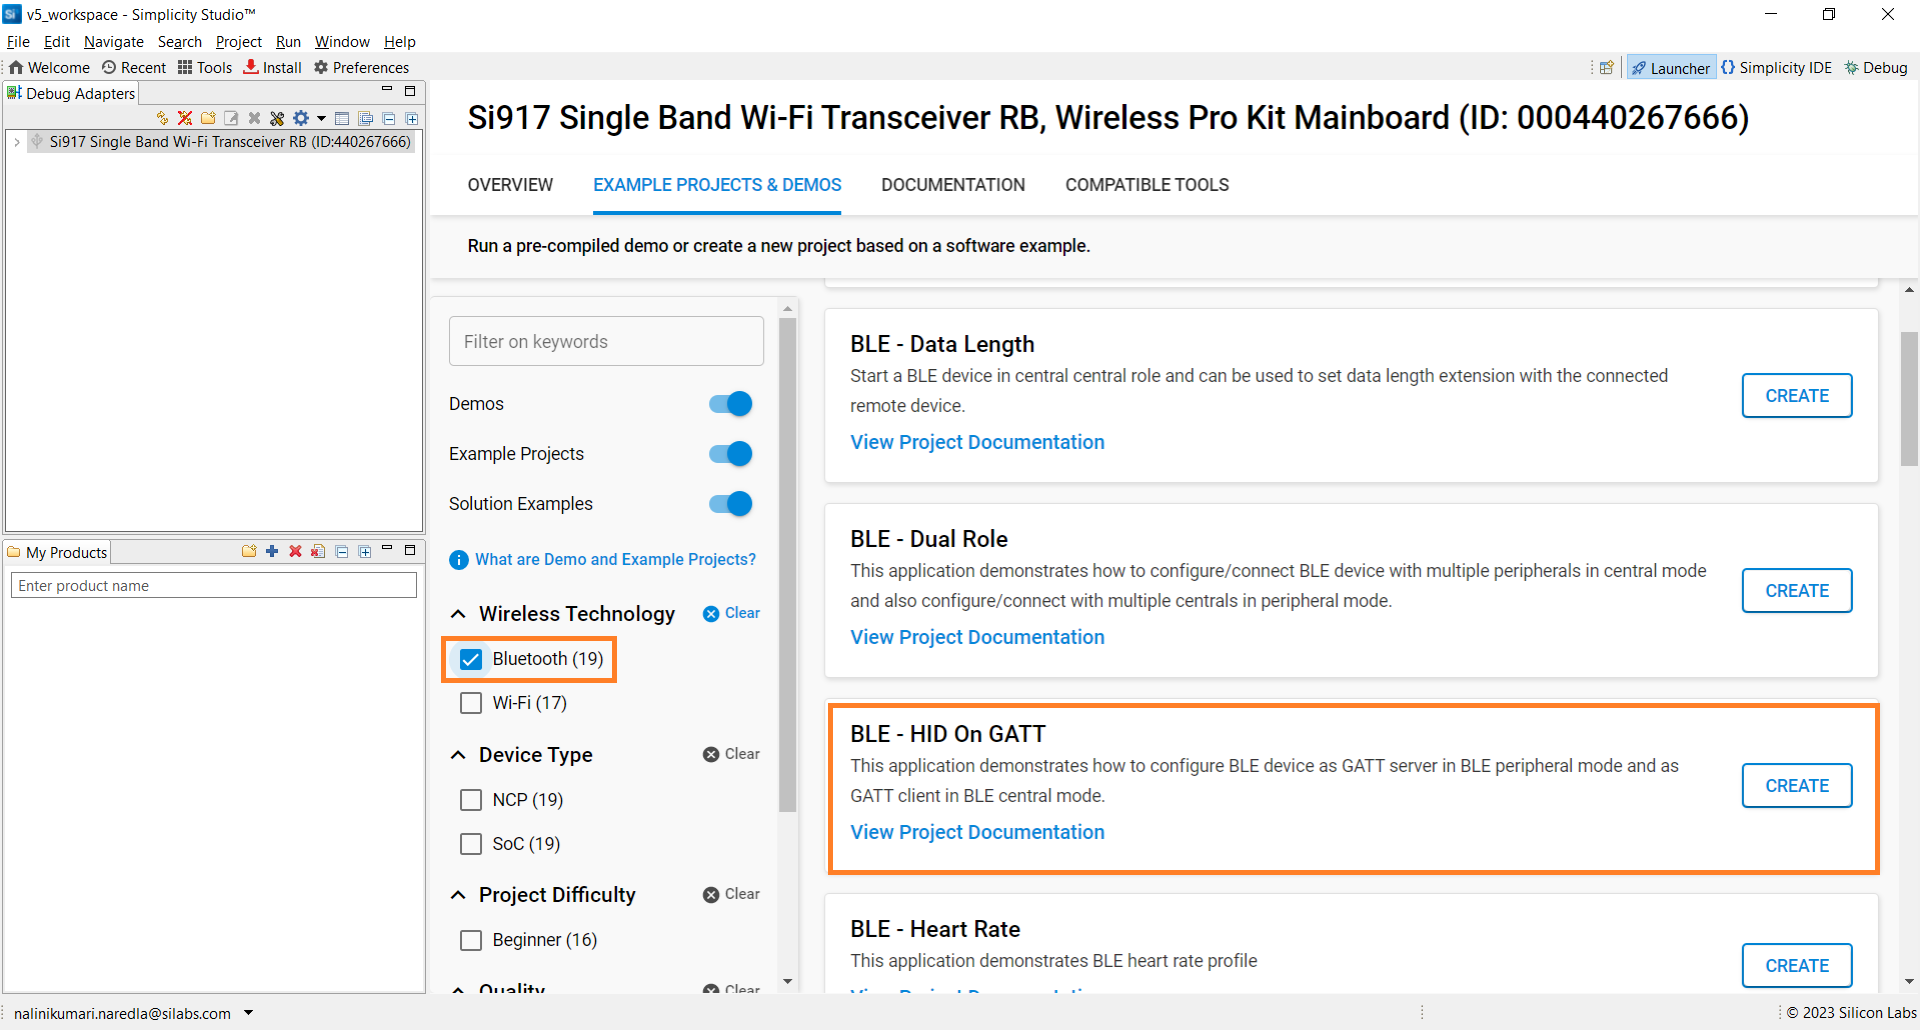 v5_workspace - Simplicity Studio™
File Edit Navigate Search Project Run Window Help
Welcome Recent Tools Install Preferences
Launcher Simplicity IDE Debug
Debug Adapters
Si917 Single Band Wi-Fi Transceiver RB (ID:440267666)
My Products
Enter product name
Si917 Single Band Wi-Fi Transceiver RB, Wireless Pro Kit Mainboard (ID: 000440267666)
OVERVIEW EXAMPLE PROJECTS & DEMOS DOCUMENTATION COMPATIBLE TOOLS
Run a pre-compiled demo or create a new project based on a software example.
Filter on keywords
Demos
Example Projects
Solution Examples
What are Demo and Example Projects?
Wireless Technology Clear
Bluetooth (19)
Wi-Fi (17)
Device Type Clear
NCP (19)
SoC (19)
Project Difficulty Clear
Beginner (16)
Quality Clear
BLE - Data Length
Start a BLE device in central central role and can be used to set data length extension with the connected
remote device.
View Project Documentation
CREATE
BLE - Dual Role
This application demonstrates how to configure/connect BLE device with multiple peripherals in central mode
and also configure/connect with multiple centrals in peripheral mode.
View Project Documentation
CREATE
BLE - HID On GATT
This application demonstrates how to configure BLE device as GATT server in BLE peripheral mode and as
GATT client in BLE central mode.
View Project Documentation
CREATE
BLE - Heart Rate
This application demonstrates BLE heart rate profile
View Project Documentation
CREATE
nalinikumari.naredla@silabs.com
© 2023 Silicon Labs